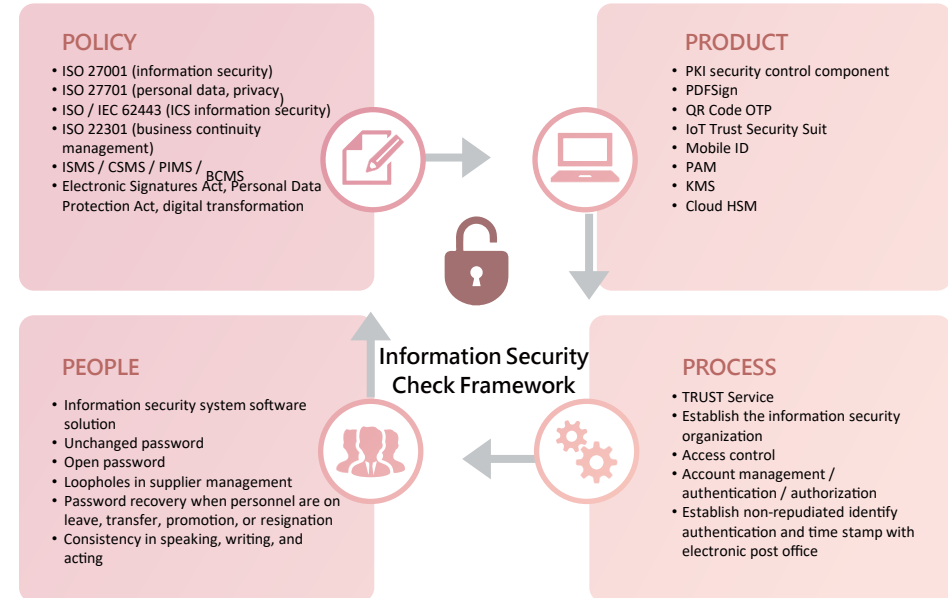 POLICY
• ISO 27001 (information security)
• ISO 27701 (personal data, privacy)
• ISO / IEC 62443 (ICS information security)
• ISO 22301 (business continuity
management)
• ISMS / CSMS / PIMS / BCMS
• Electronic Signatures Act, Personal Data
Protection Act, digital transformation
PRODUCT
• PKI security control component
• PDFSign
• QR Code OTP
• IoT Trust Security Suit
• Mobile ID
• PAM
• KMS
• Cloud HSM
Information Security
Check Framework
PEOPLE
• Information security system software
solution
• Unchanged password
• Open password
• Loopholes in supplier management
• Password recovery when personnel are on
leave, transfer, promotion, or resignation
• Consistency in speaking, writing, and
acting
PROCESS
• TRUST Service
• Establish the information security
organization
• Access control
• Account management /
authentication / authorization
• Establish non-repudiated identify
authentication and time stamp with
electronic post office